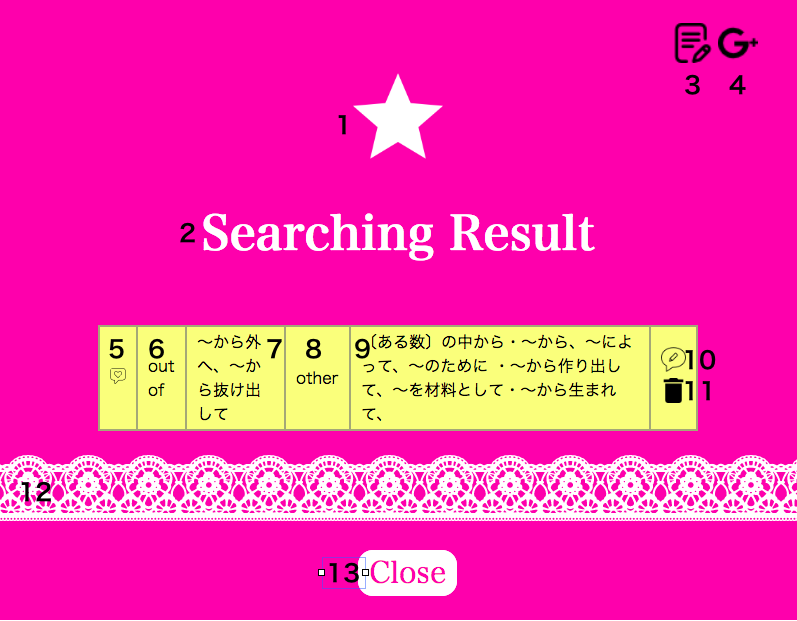 G+
3 4
1
2 Searching Result
5
6
out
of
7
〜から外
へ、〜か
ら抜け出
して
8
other
9
〔ある数〕の中から・〜から、〜によ
って、〜のために ・〜から作り出し
て、〜を材料として・〜から生まれ
て、
10
11
12
13 Close